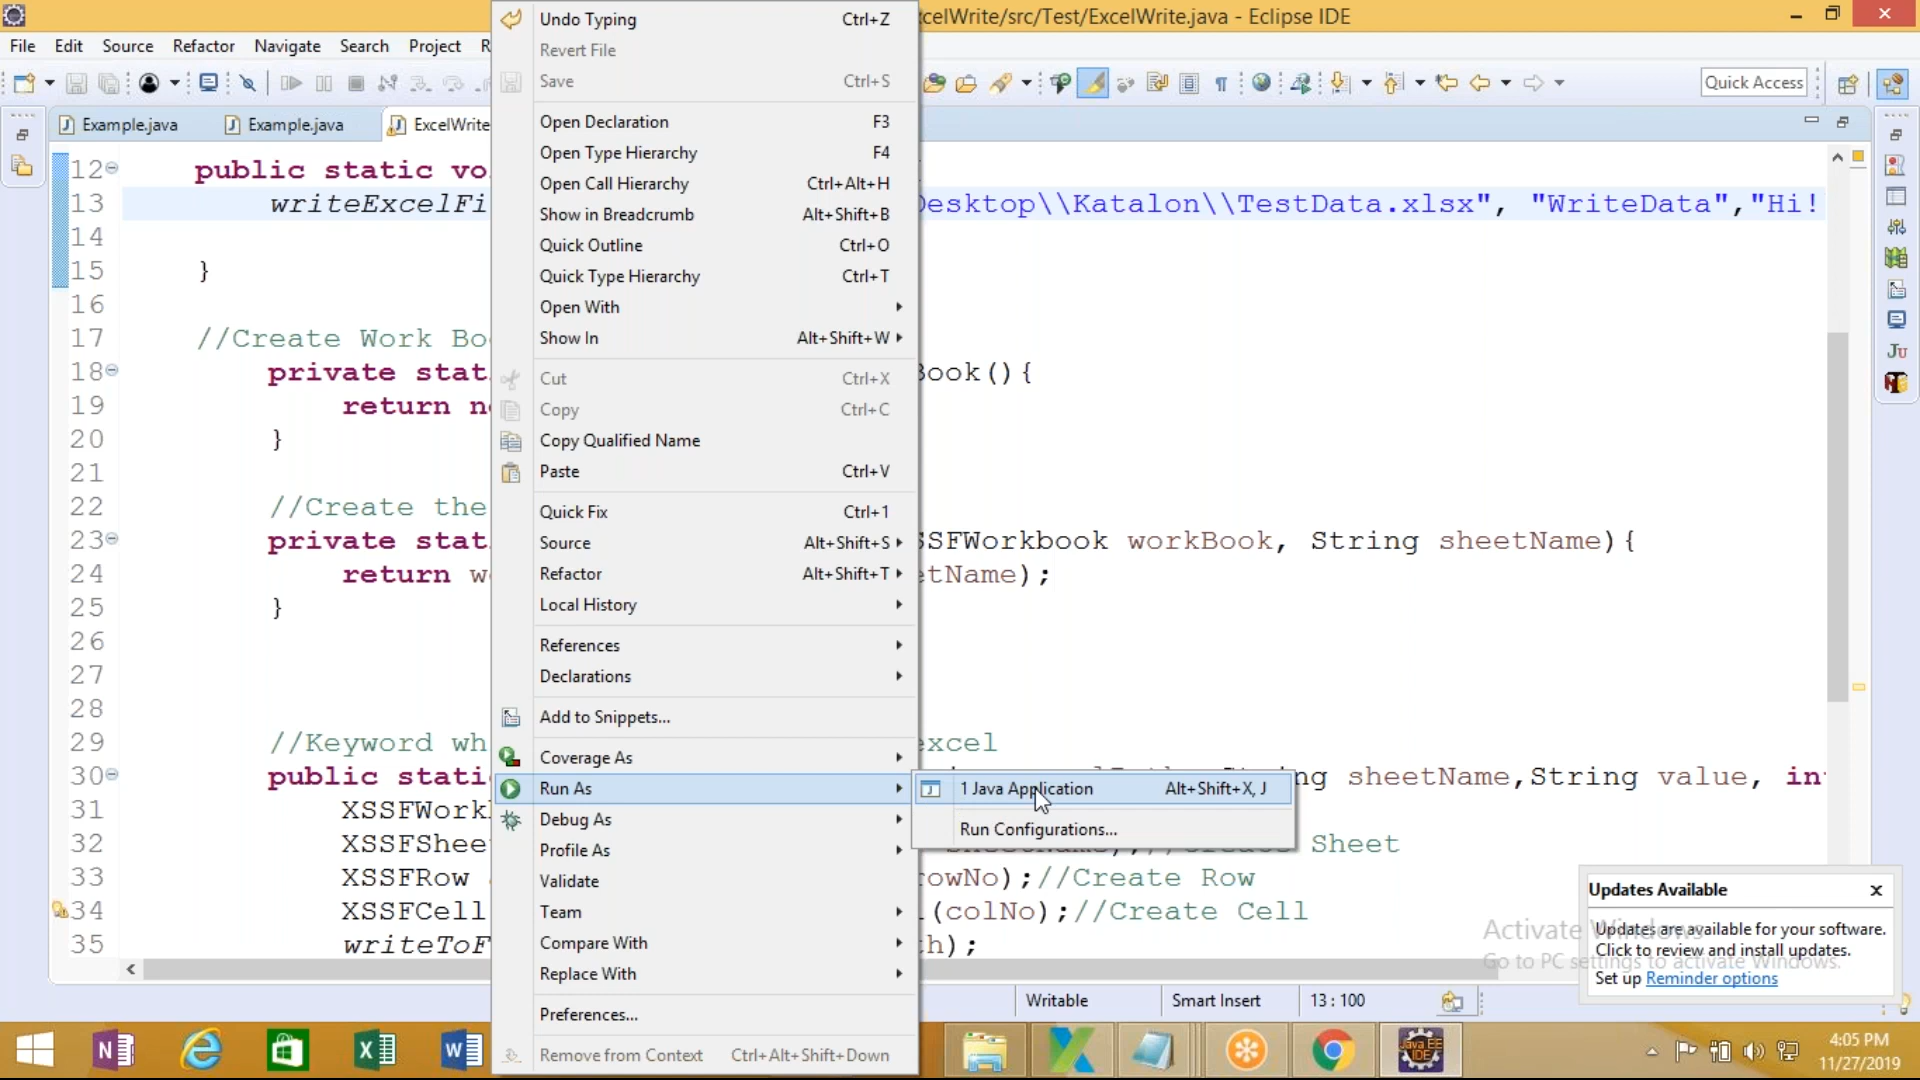 celWrite/src/Test/ExcelWrite.java - Eclipse IDE
File Edit Source Refactor Navigate Search Project R
Quick Access
Example.java Example.java ExcelWrite
12 public static vo
13 writeExcelFi esktop\\Katalon\\TestData.xlsx", "WriteData","Hi!
14
15 }
16
17 //Create Work Bo
18 private stat ook(){
19 return n
20 }
21
22 //Create the
23 private stat SFWorkbook workBook, String sheetName){
24 return w tName);
25 }
26
27
28
29 //Keyword wh excel
30 public stati ng sheetName,String value, in
31 XSSFWork
32 XSSFShee Sheet
33 XSSFRow owNo);//Create Row
34 XSSFCell (colNo);//Create Cell
35 writeToF h);
Undo Typing Ctrl+Z
Revert File
Save Ctrl+S
Open Declaration F3
Open Type Hierarchy F4
Open Call Hierarchy Ctrl+Alt+H
Show in Breadcrumb Alt+Shift+B
Quick Outline Ctrl+O
Quick Type Hierarchy Ctrl+T
Open With
Show In Alt+Shift+W
Cut Ctrl+X
Copy Ctrl+C
Copy Qualified Name
Paste Ctrl+V
Quick Fix Ctrl+1
Source Alt+Shift+S
Refactor Alt+Shift+T
Local History
References
Declarations
Add to Snippets...
Coverage As
Run As
Debug As
Profile As
Validate
Team
Compare With
Replace With
Preferences...
Remove from Context Ctrl+Alt+Shift+Down
1 Java Application Alt+Shift+X, J
Run Configurations...
Updates Available
Updates are available for your software.
Click to review and install updates.
Set up Reminder options
Activate Windows
Go to PC settings to activate Windows.
Writable Smart Insert 13 : 100
4:05 PM
11/27/2019